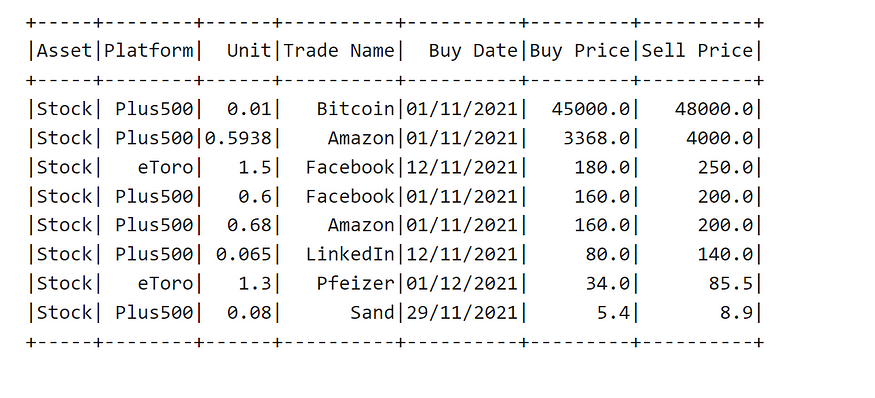 +-----+--------+------+----------+----------+---------+----------+
|Asset|Platform|  Unit|Trade Name|  Buy Date|Buy Price|Sell Price|
+-----+--------+------+----------+----------+---------+----------+
|Stock| Plus500|  0.01|   Bitcoin|01/11/2021|  45000.0|   48000.0|
|Stock| Plus500|0.5938|    Amazon|01/11/2021|   3368.0|    4000.0|
|Stock|   eToro|   1.5|  Facebook|12/11/2021|    180.0|     250.0|
|Stock| Plus500|   0.6|  Facebook|01/11/2021|    160.0|     200.0|
|Stock| Plus500|  0.68|    Amazon|01/11/2021|    160.0|     200.0|
|Stock| Plus500| 0.065|  LinkedIn|12/11/2021|     80.0|     140.0|
|Stock|   eToro|   1.3|   Pfeizer|01/12/2021|     34.0|      85.5|
|Stock| Plus500|  0.08|      Sand|29/11/2021|      5.4|       8.9|
+-----+--------+------+----------+----------+---------+----------+